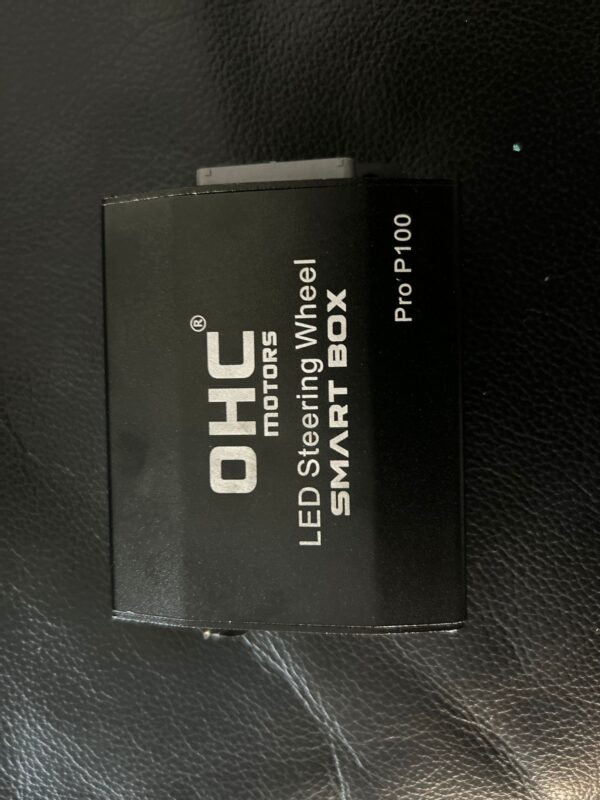 OHC®
MOTORS
LED Steering Wheel
SMART BOX
Pro' P100